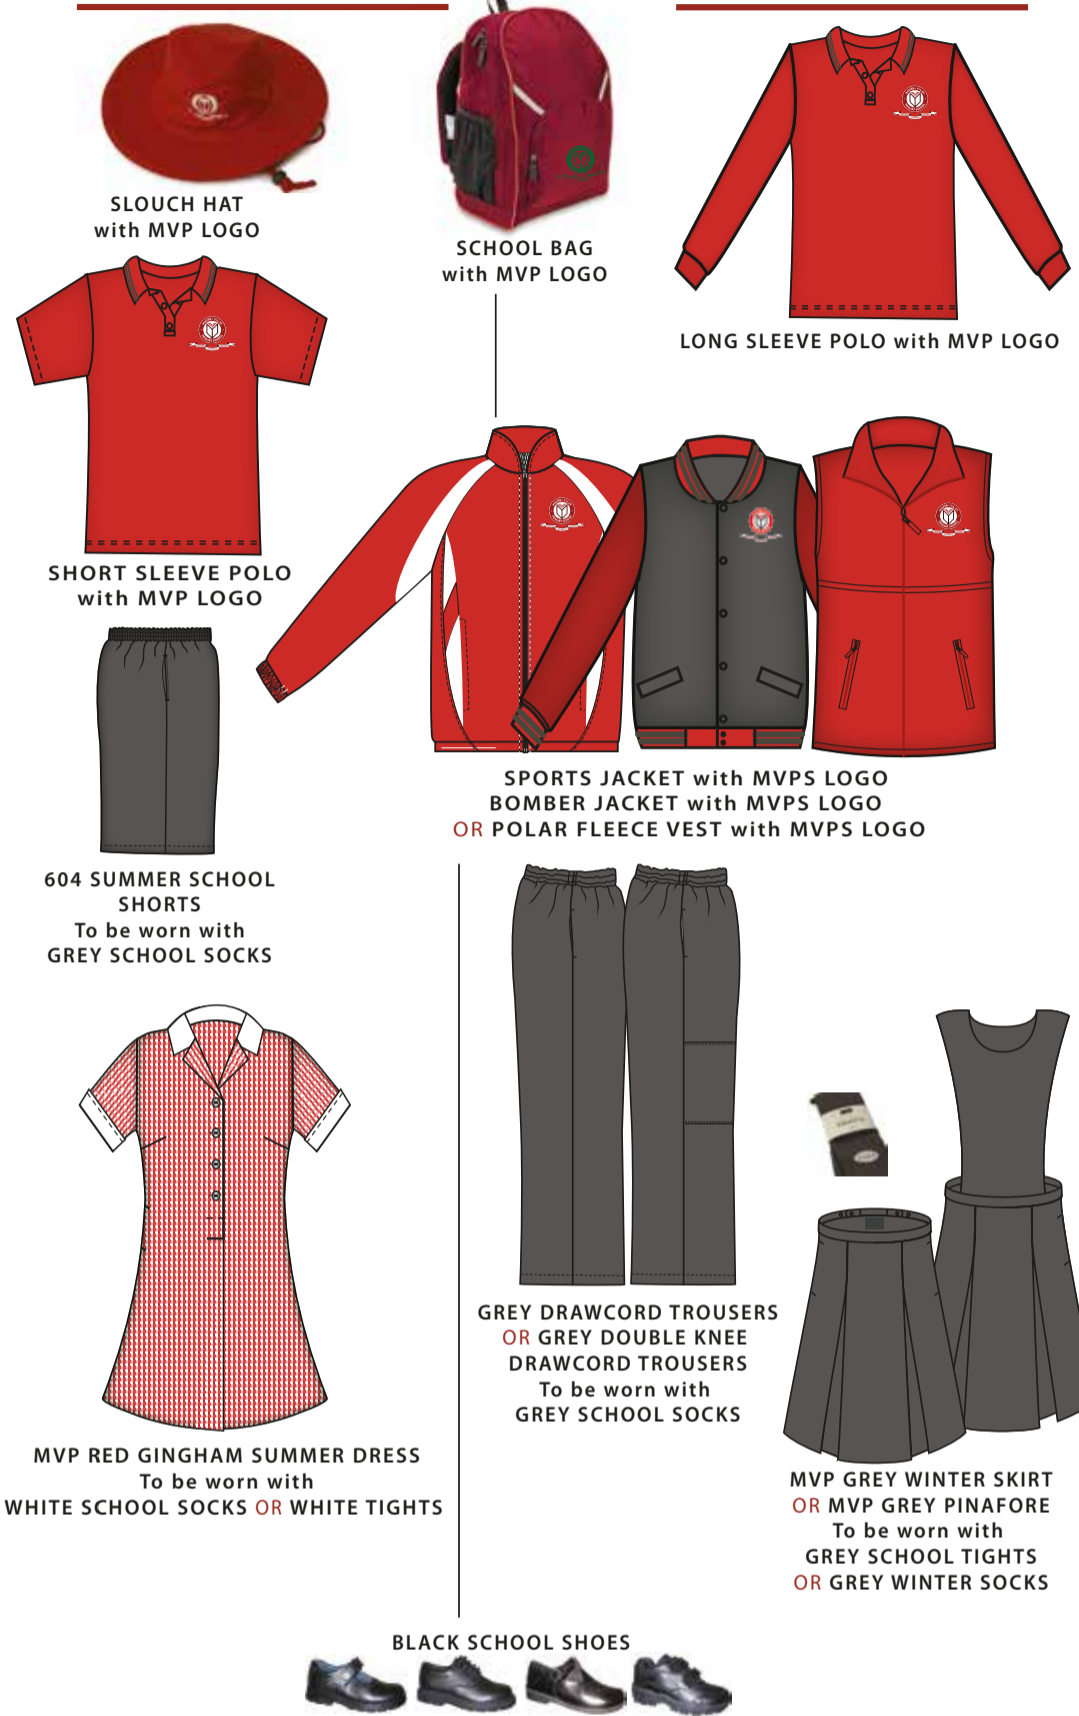 SLOUCH HAT
with MVP LOGO
SCHOOL BAG
with MVP LOGO
LONG SLEEVE POLO with MVP LOGO
SHORT SLEEVE POLO
with MVP LOGO
SPORTS JACKET with MVPS LOGO
BOMBER JACKET with MVPS LOGO
OR POLAR FLEECE VEST with MVPS LOGO
604 SUMMER SCHOOL
SHORTS
To be worn with
GREY SCHOOL SOCKS
GREY DRAWCORD TROUSERS
OR GREY DOUBLE KNEE
DRAWCORD TROUSERS
To be worn with
GREY SCHOOL SOCKS
MVP RED GINGHAM SUMMER DRESS
To be worn with
WHITE SCHOOL SOCKS OR WHITE TIGHTS
MVP GREY WINTER SKIRT
OR MVP GREY PINAFORE
To be worn with
GREY SCHOOL TIGHTS
OR GREY WINTER SOCKS
BLACK SCHOOL SHOES